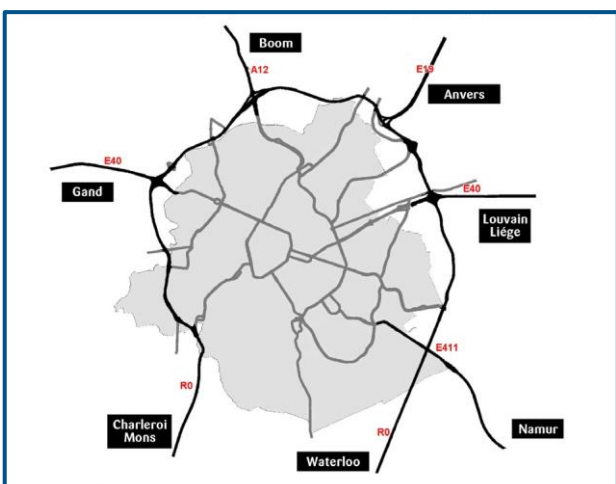 Boom
A12
E19
Anvers
E40
Gand
E40
Louvain
Liége
E411
R0
Charleroi
Mons
R0
Namur
Waterloo